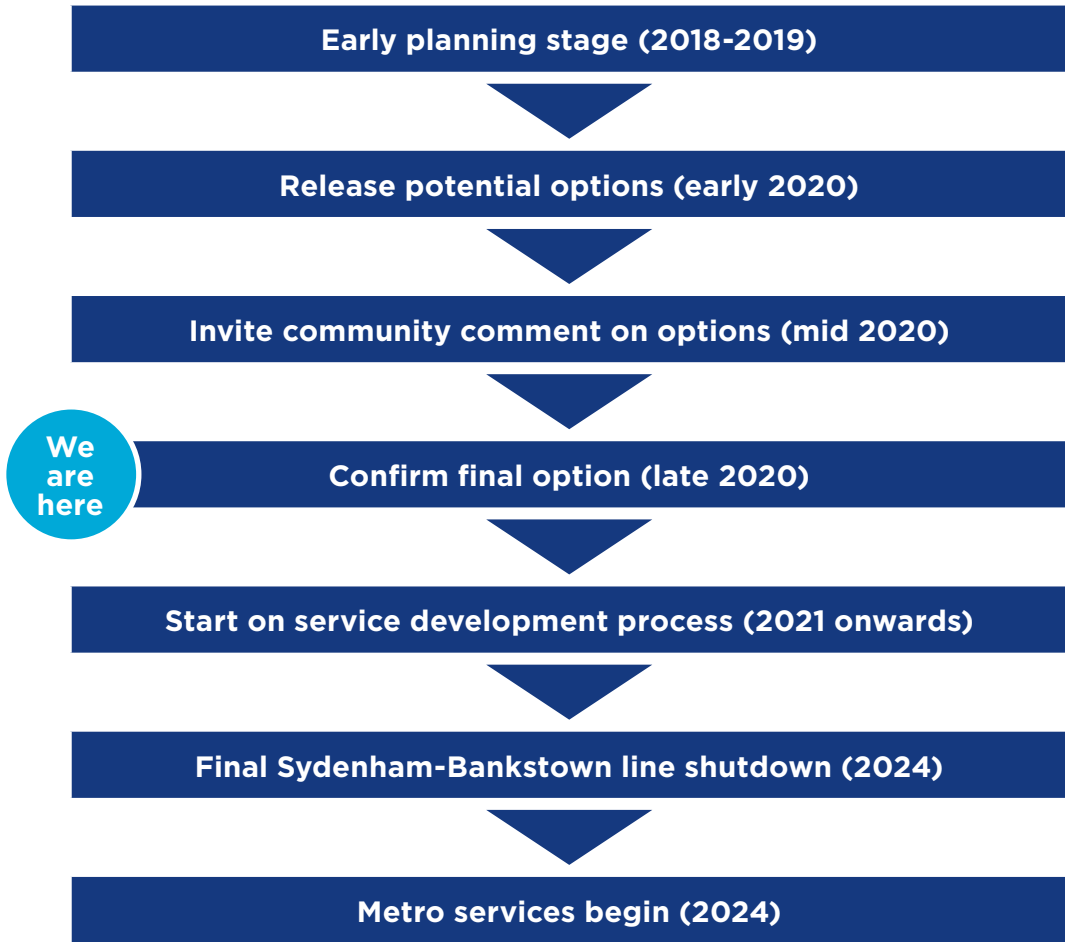 Early planning stage (2018-2019)
Release potential options (early 2020)
Invite community comment on options (mid 2020)
We
are
here
Confirm final option (late 2020)
Start on service development process (2021 onwards)
Final Sydenham-Bankstown line shutdown (2024)
Metro services begin (2024)